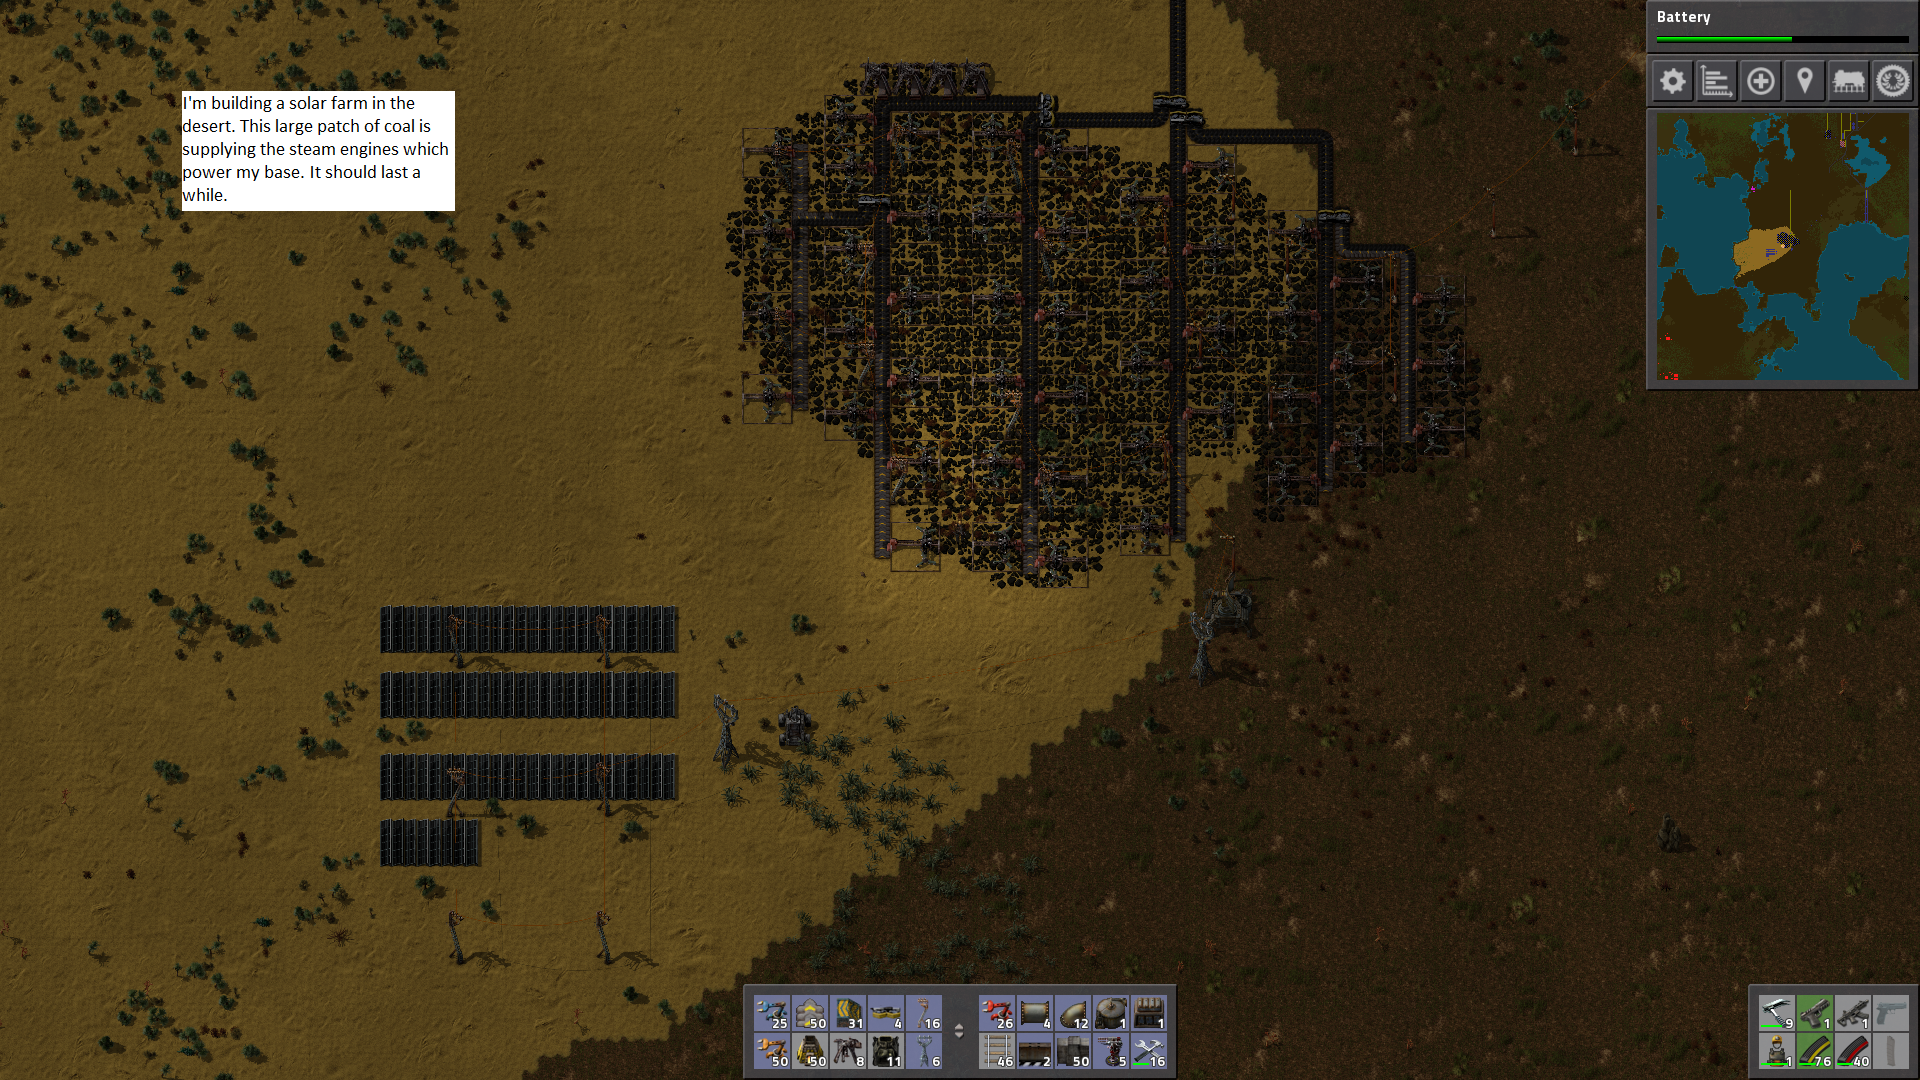 Battery
I'm building a solar farm in the
desert. This large patch of coal is
supplying the steam engines which
power my base. It should last a
while.
25 50 31 4 16 26 4 12 1 1
50 50 8 11 6 46 2 50 5 16
9 1 1
1 76 40